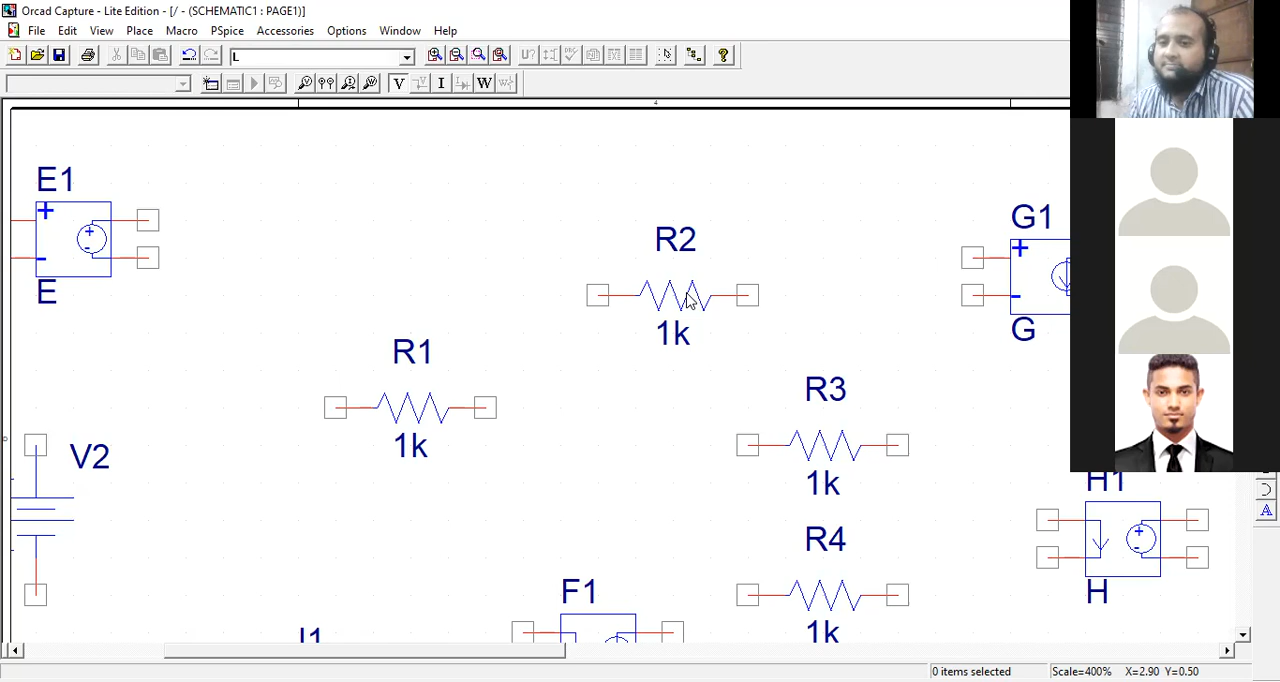 Orcad Capture - Lite Edition - [/ - (SCHEMATIC1 : PAGE1)]
File Edit View Place Macro PSpice Accessories Options Window Help
L
U?
V I W
4
E1
E
R2
1k
G1
G
R1
1k
V2
R3
1k
H1
H
R4
1k
F1
I1
0 items selected Scale=400% X=2.90 Y=0.50